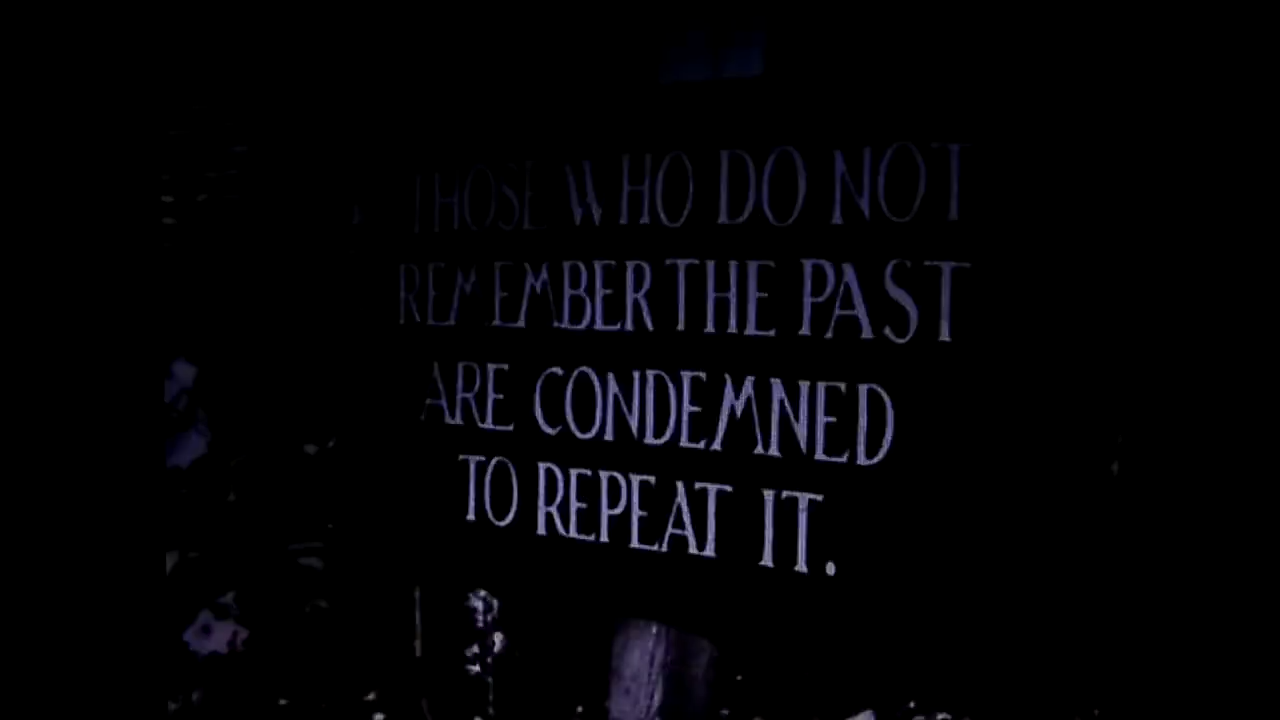 THOSE WHO DO NOT
REMEMBER THE PAST
ARE CONDEMNED
TO REPEAT IT.